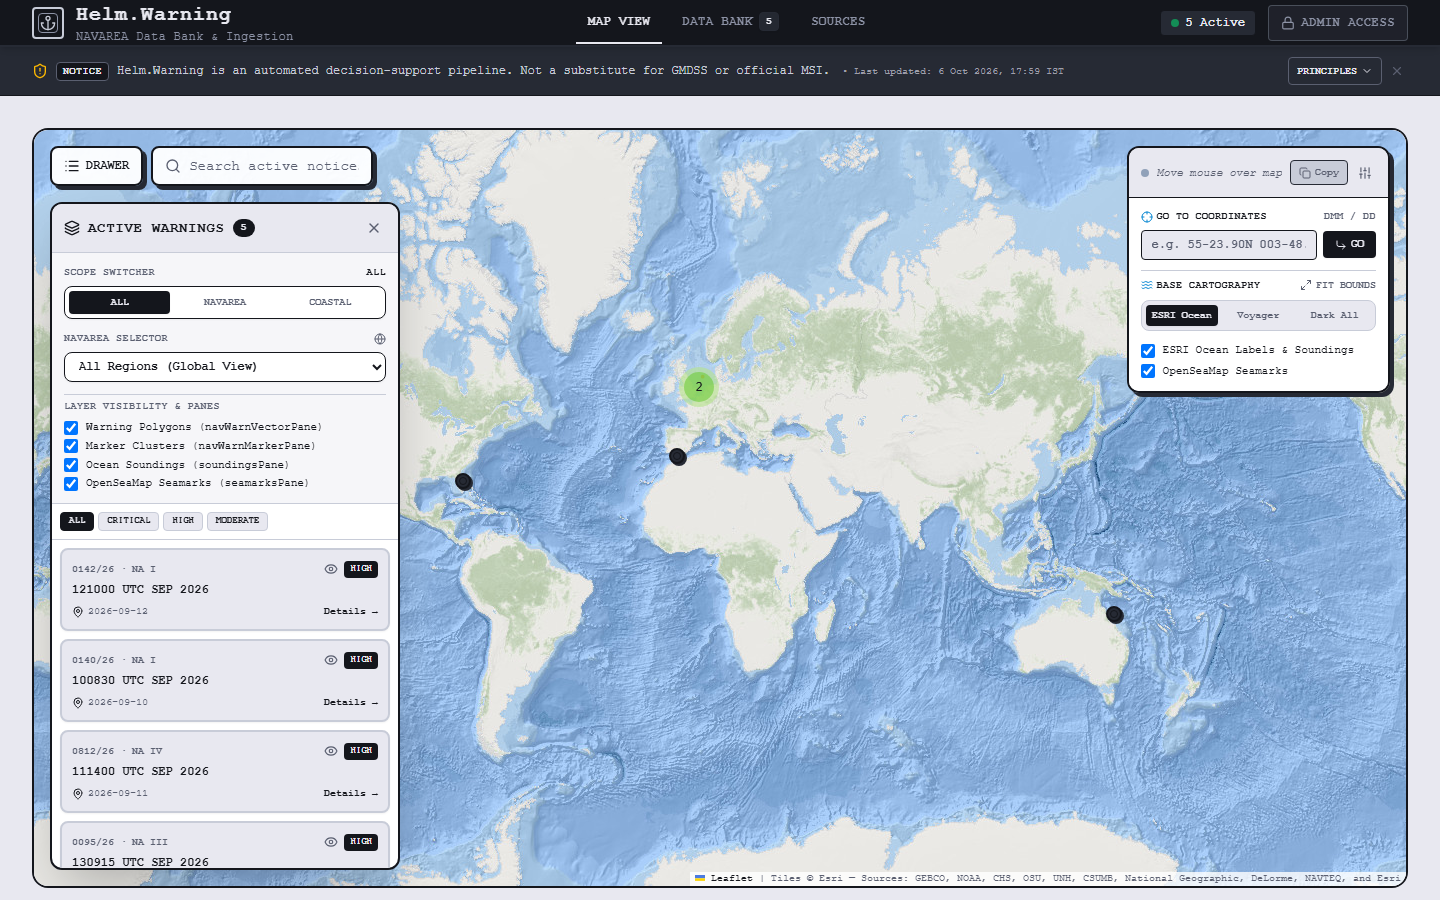 Helm.Warning
NAVAREA Data Bank & Ingestion
MAP VIEW
DATA BANK 5
SOURCES
5 Active
ADMIN ACCESS
NOTICE Helm.Warning is an automated decision-support pipeline. Not a substitute for GMDSS or official MSI. • Last updated: 6 Oct 2026, 17:59 IST
PRINCIPLES
DRAWER
Search active notice
ACTIVE WARNINGS 5
SCOPE SWITCHER ALL
ALL NAVAREA COASTAL
NAVAREA SELECTOR
All Regions (Global View)
LAYER VISIBILITY & PANES
Warning Polygons (navWarnVectorPane)
Marker Clusters (navWarnMarkerPane)
Ocean Soundings (soundingsPane)
OpenSeaMap Seamarks (seamarksPane)
ALL CRITICAL HIGH MODERATE
0142/26 · NA I HIGH
121000 UTC SEP 2026
2026-09-12 Details →
0140/26 · NA I HIGH
100830 UTC SEP 2026
2026-09-10 Details →
0812/26 · NA IV HIGH
111400 UTC SEP 2026
2026-09-11 Details →
0095/26 · NA III HIGH
130915 UTC SEP 2026
2
Move mouse over map Copy
GO TO COORDINATES DMM / DD
e.g. 55-23.90N 003-48. GO
BASE CARTOGRAPHY FIT BOUNDS
ESRI Ocean Voyager Dark All
ESRI Ocean Labels & Soundings
OpenSeaMap Seamarks
Leaflet | Tiles © Esri — Sources: GEBCO, NOAA, CHS, OSU, UNH, CSUMB, National Geographic, DeLorme, NAVTEQ, and Esri